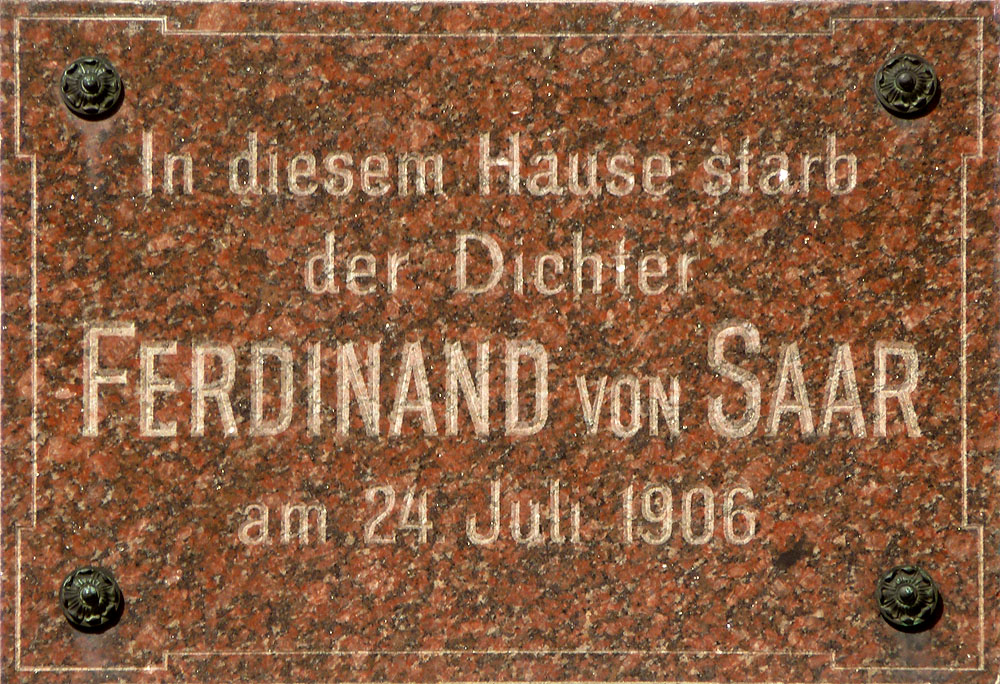 In diesem Hause starb
der Dichter
FERDINAND VON SAAR
am 24 Juli 1906